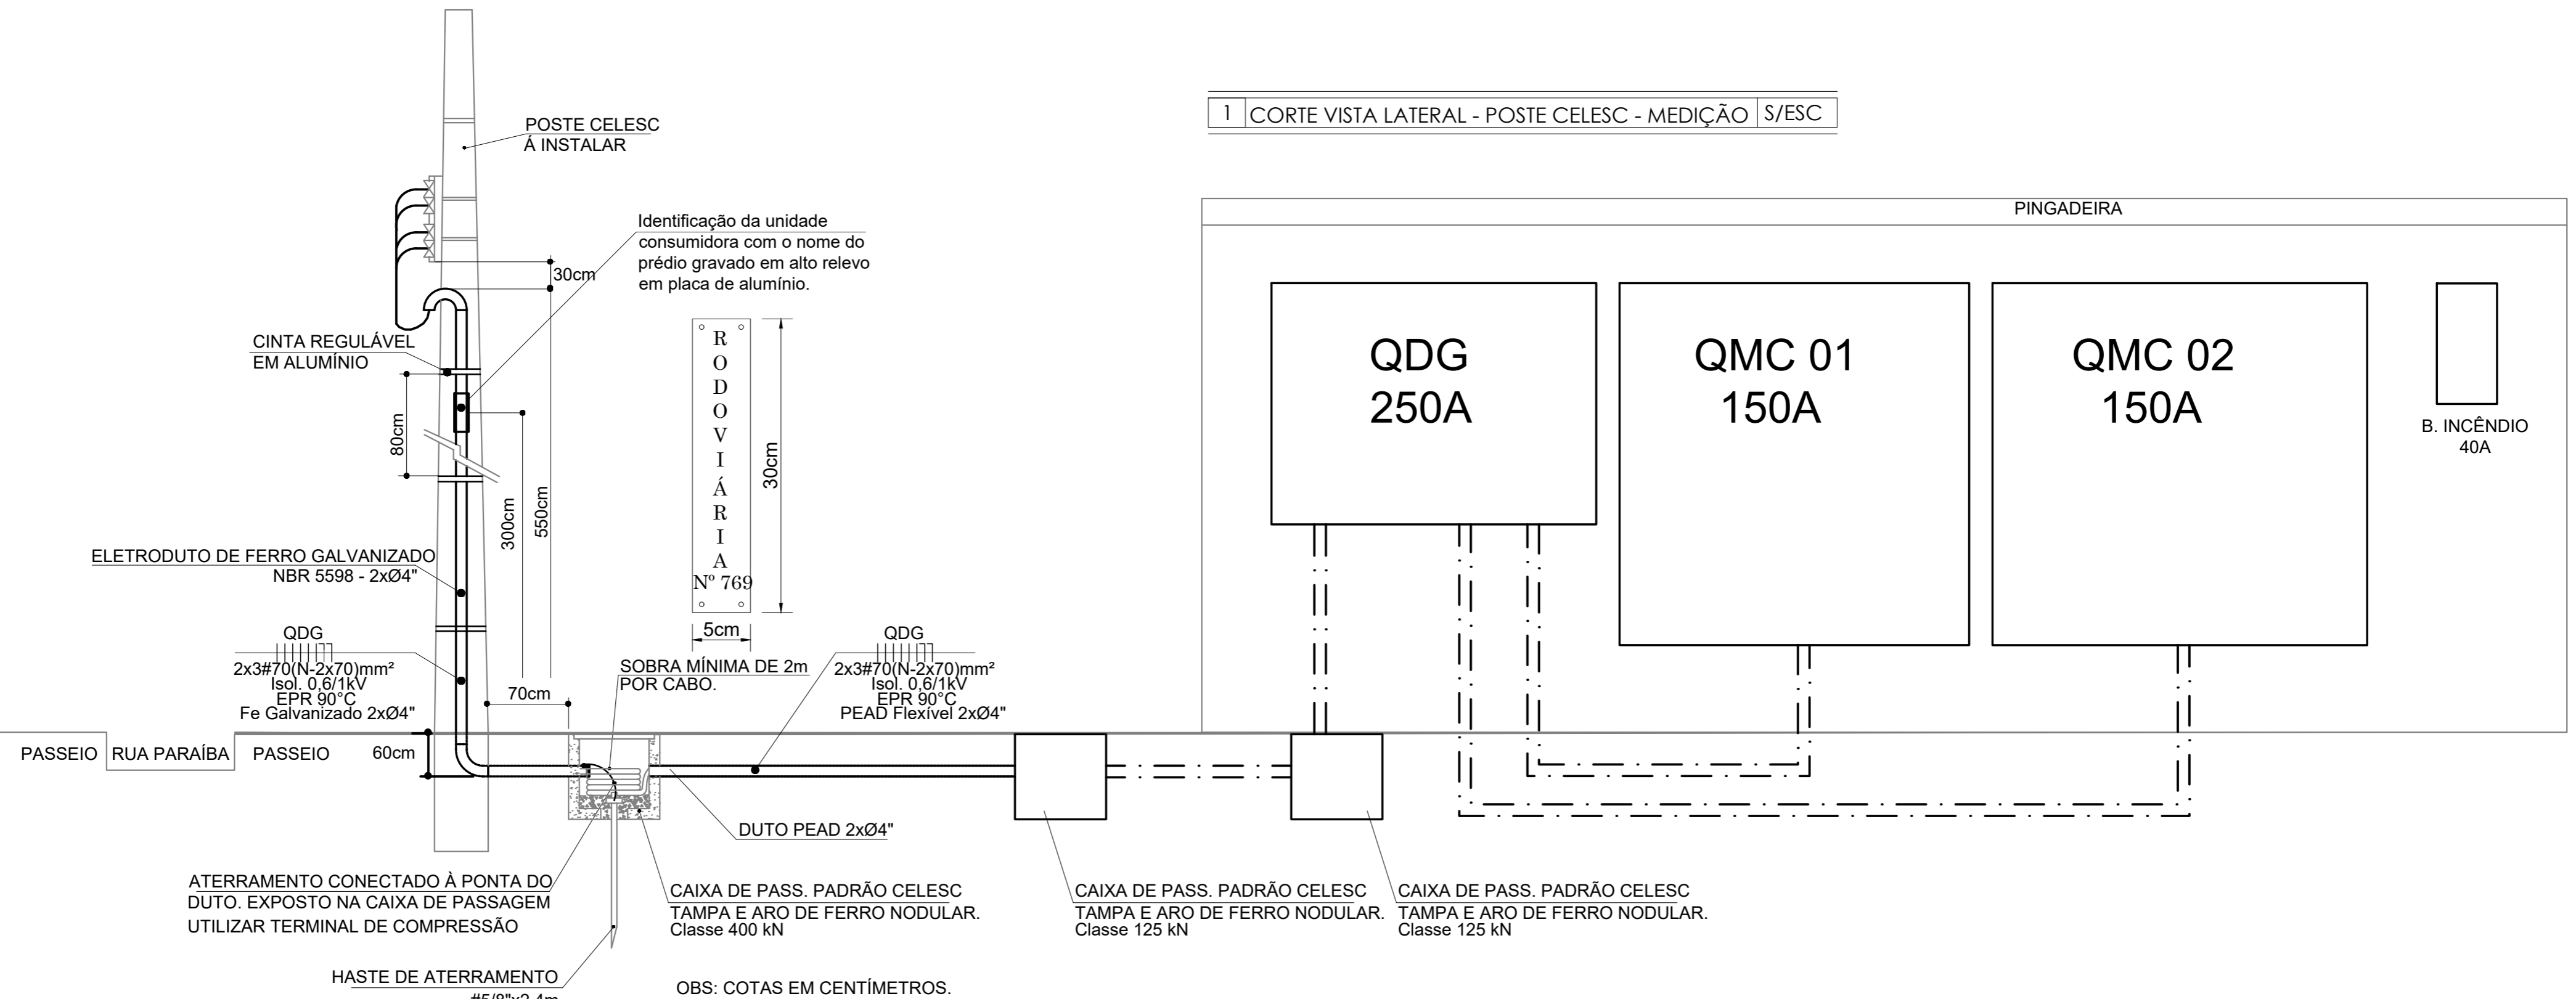 POSTE CELESC
Á INSTALAR
1 CORTE VISTA LATERAL - POSTE CELESC - MEDIÇÃO S/ESC
PINGADEIRA
Identificação da unidade
consumidora com o nome do
prédio gravado em alto relevo
em placa de alumínio.
30cm
CINTA REGULÁVEL
EM ALUMÍNIO
80cm
300cm
550cm
R
O
D
O
V
I
Á
R
I
A
Nº 769
30cm
5cm
QDG
250A
QMC 01
150A
QMC 02
150A
B. INCÊNDIO
40A
ELETRODUTO DE FERRO GALVANIZADO
NBR 5598 - 2xØ4"
QDG
2x3#70(N-2x70)mm²
Isol. 0,6/1kV
EPR 90°C
Fe Galvanizado 2xØ4"
70cm
SOBRA MÍNIMA DE 2m
POR CABO.
QDG
2x3#70(N-2x70)mm²
Isol. 0,6/1kV
EPR 90°C
PEAD Flexível 2xØ4"
PASSEIO
RUA PARAÍBA
PASSEIO
60cm
DUTO PEAD 2xØ4"
ATERRAMENTO CONECTADO À PONTA DO
DUTO. EXPOSTO NA CAIXA DE PASSAGEM
UTILIZAR TERMINAL DE COMPRESSÃO
CAIXA DE PASS. PADRÃO CELESC
TAMPA E ARO DE FERRO NODULAR.
Classe 400 kN
CAIXA DE PASS. PADRÃO CELESC
TAMPA E ARO DE FERRO NODULAR.
Classe 125 kN
CAIXA DE PASS. PADRÃO CELESC
TAMPA E ARO DE FERRO NODULAR.
Classe 125 kN
HASTE DE ATERRAMENTO
#5/8"x2,4m
OBS: COTAS EM CENTÍMETROS.